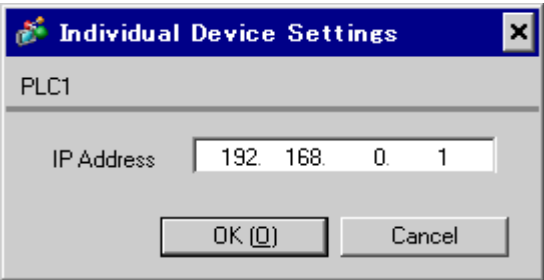 Individual Device Settings
PLC1
IP Address 192. 168. 0. 1
OK (O) Cancel